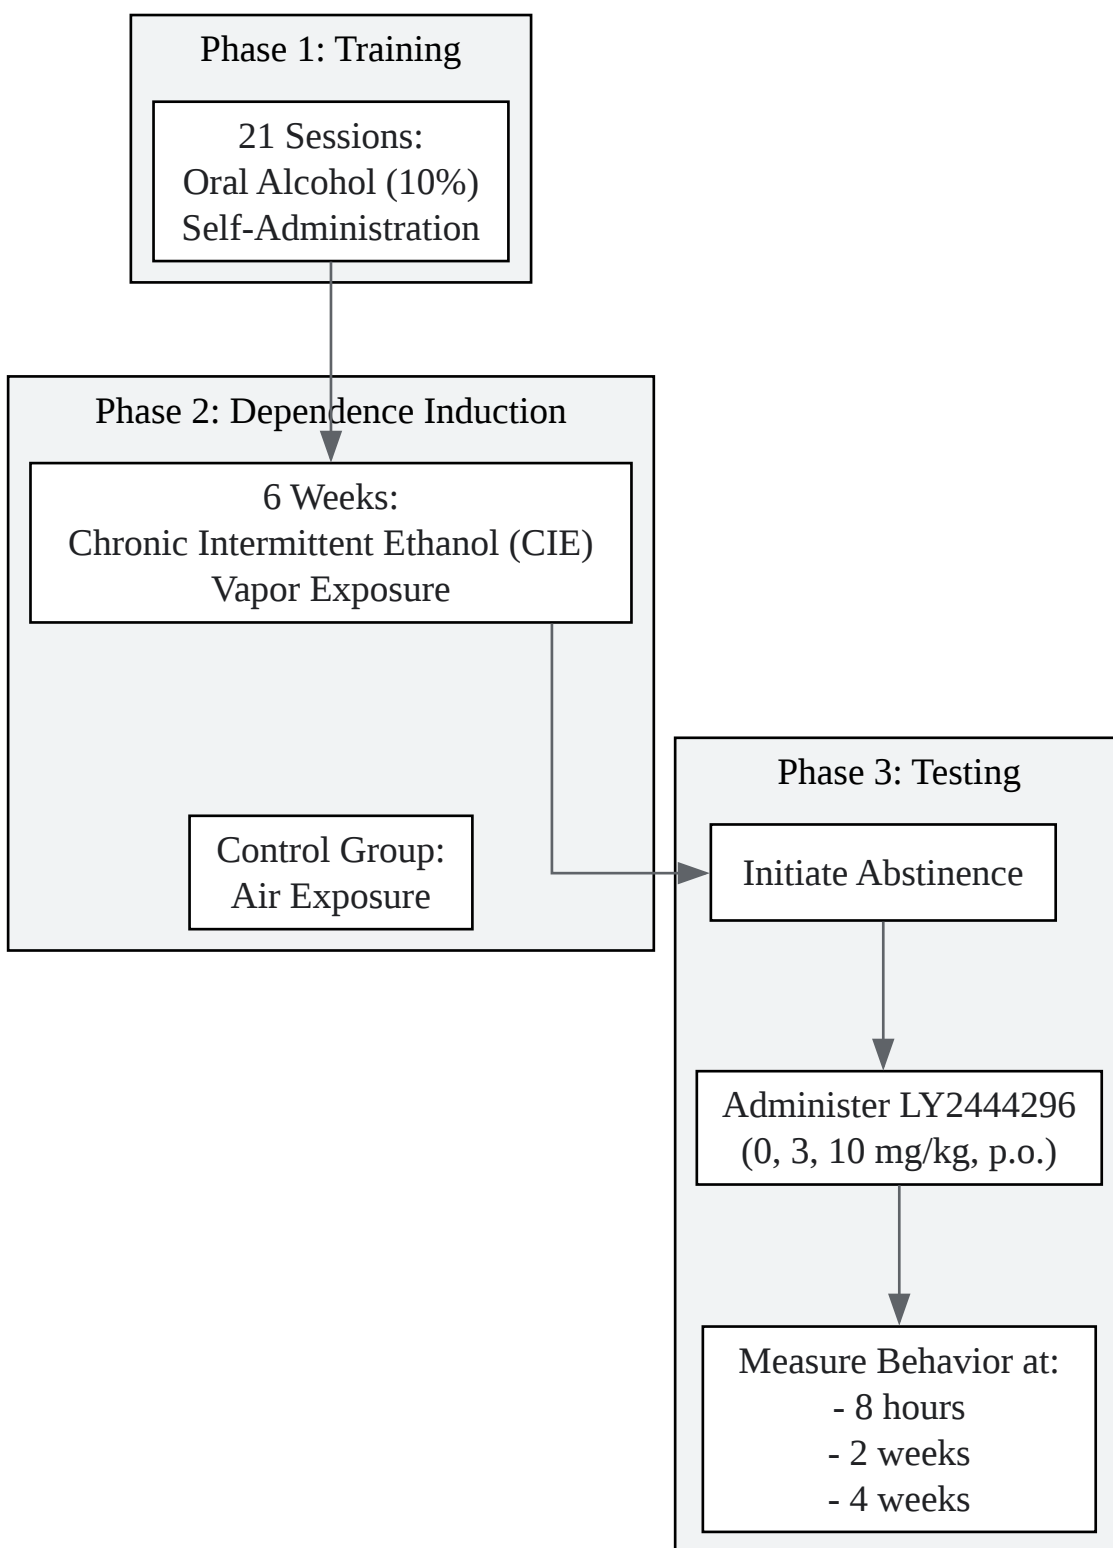 Phase 1: Training
21 Sessions:
Oral Alcohol (10%)
Self-Administration
Phase 2: Dependence Induction
6 Weeks:
Chronic Intermittent Ethanol (CIE)
Vapor Exposure
Control Group:
Air Exposure
Phase 3: Testing
Initiate Abstinence
Administer LY2444296
(0, 3, 10 mg/kg, p.o.)
Measure Behavior at:
- 8 hours
- 2 weeks
- 4 weeks